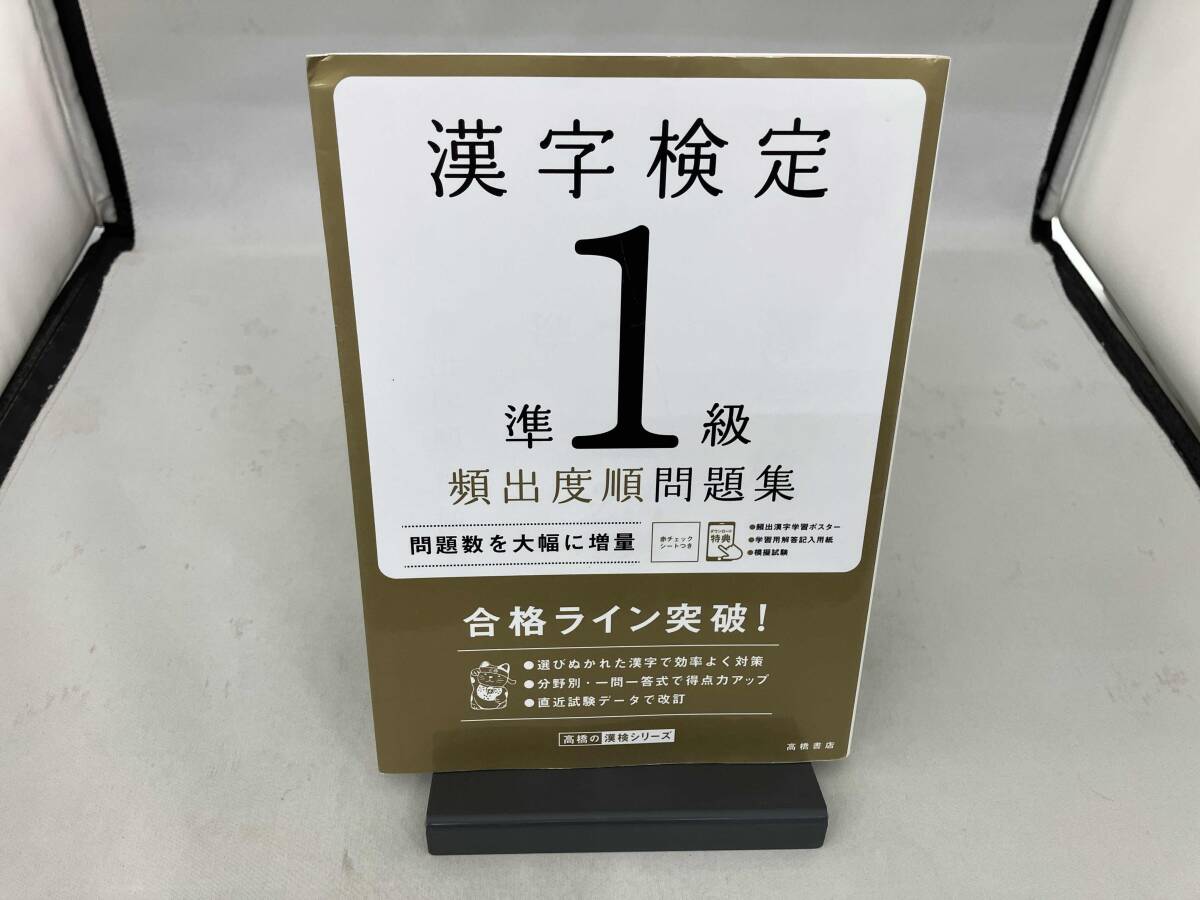 漢字検定
準1級
頻出度順問題集
問題数を大幅に増量
赤チェック
シートつき
ダウンロード
特典
●頻出漢字学習ポスター
●学習用解答記入用紙
●模擬試験
合格ライン突破！
●選びぬかれた漢字で効率よく対策
●分野別・一問一答式で得点力アップ
●直近試験データで改訂
高橋の漢検シリーズ
高橋書店